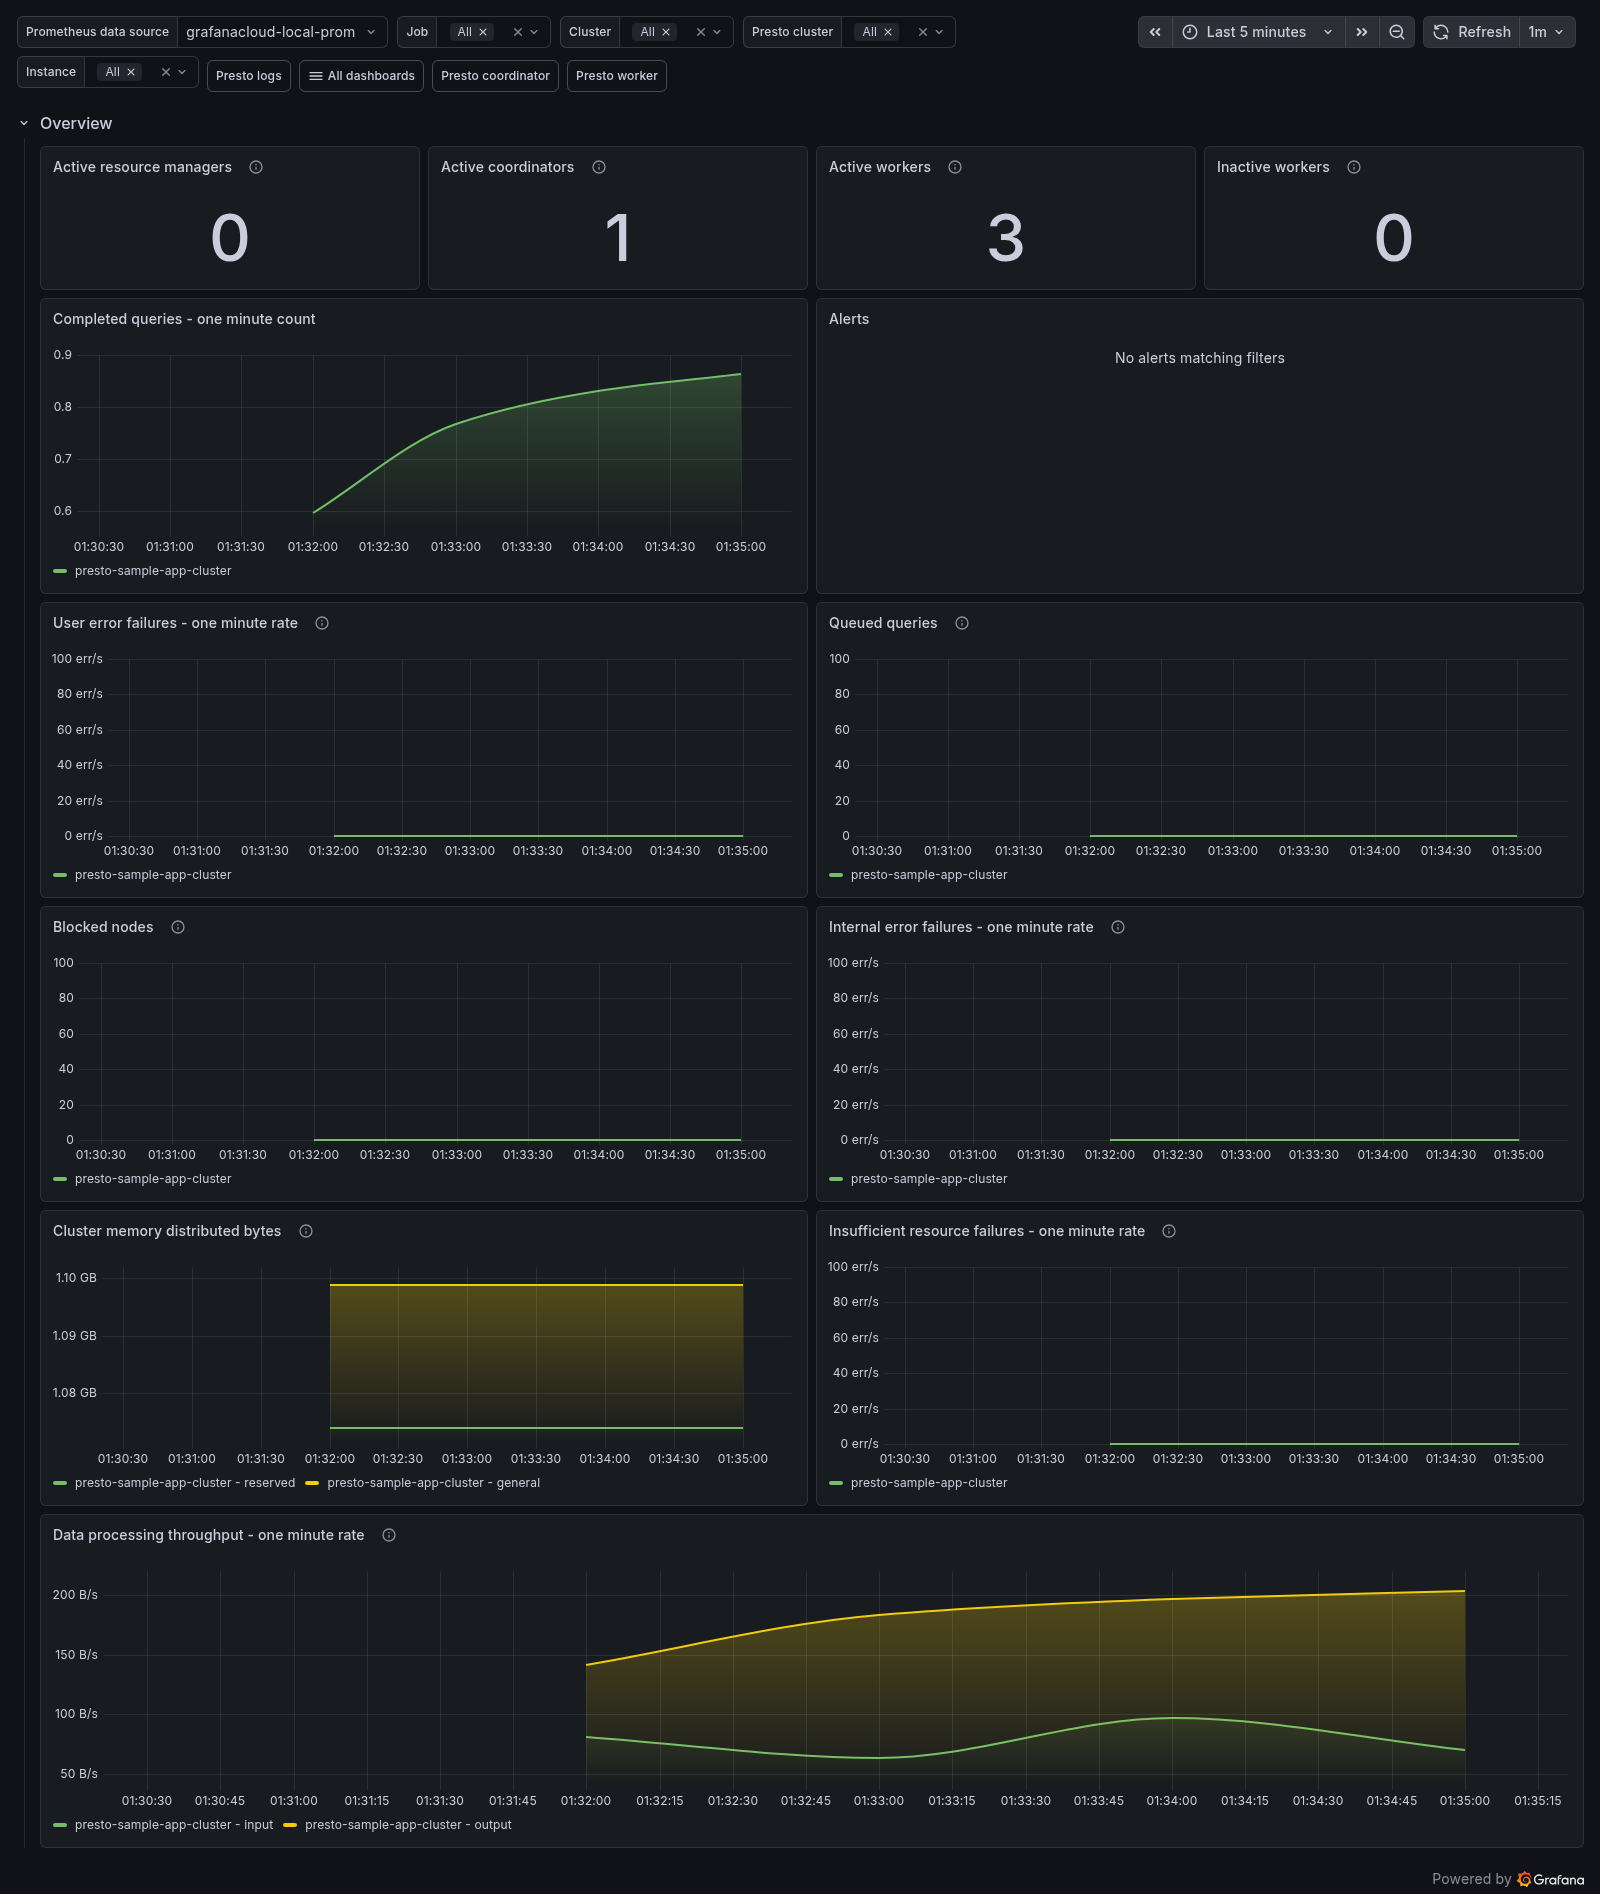 Prometheus data source grafanacloud-local-prom Job All Cluster All Presto cluster All Last 5 minutes Refresh 1m
Instance All Presto logs All dashboards Presto coordinator Presto worker
Overview
Active resource managers
0
Active coordinators
1
Active workers
3
Inactive workers
0
Completed queries - one minute count
0.9
0.8
0.7
0.6
01:30:30 01:31:00 01:31:30 01:32:00 01:32:30 01:33:00 01:33:30 01:34:00 01:34:30 01:35:00
presto-sample-app-cluster
Alerts
No alerts matching filters
User error failures - one minute rate
100 err/s
80 err/s
60 err/s
40 err/s
20 err/s
0 err/s
01:30:30 01:31:00 01:31:30 01:32:00 01:32:30 01:33:00 01:33:30 01:34:00 01:34:30 01:35:00
presto-sample-app-cluster
Queued queries
100
80
60
40
20
0
01:30:30 01:31:00 01:31:30 01:32:00 01:32:30 01:33:00 01:33:30 01:34:00 01:34:30 01:35:00
presto-sample-app-cluster
Blocked nodes
100
80
60
40
20
0
01:30:30 01:31:00 01:31:30 01:32:00 01:32:30 01:33:00 01:33:30 01:34:00 01:34:30 01:35:00
presto-sample-app-cluster
Internal error failures - one minute rate
100 err/s
80 err/s
60 err/s
40 err/s
20 err/s
0 err/s
01:30:30 01:31:00 01:31:30 01:32:00 01:32:30 01:33:00 01:33:30 01:34:00 01:34:30 01:35:00
presto-sample-app-cluster
Cluster memory distributed bytes
1.10 GB
1.09 GB
1.08 GB
01:30:30 01:31:00 01:31:30 01:32:00 01:32:30 01:33:00 01:33:30 01:34:00 01:34:30 01:35:00
presto-sample-app-cluster - reserved presto-sample-app-cluster - general
Insufficient resource failures - one minute rate
100 err/s
80 err/s
60 err/s
40 err/s
20 err/s
0 err/s
01:30:30 01:31:00 01:31:30 01:32:00 01:32:30 01:33:00 01:33:30 01:34:00 01:34:30 01:35:00
presto-sample-app-cluster
Data processing throughput - one minute rate
200 B/s
150 B/s
100 B/s
50 B/s
01:30:30 01:30:45 01:31:00 01:31:15 01:31:30 01:31:45 01:32:00 01:32:15 01:32:30 01:32:45 01:33:00 01:33:15 01:33:30 01:33:45 01:34:00 01:34:15 01:34:30 01:34:45 01:35:00 01:35:15
presto-sample-app-cluster - input presto-sample-app-cluster - output
Powered by Grafana